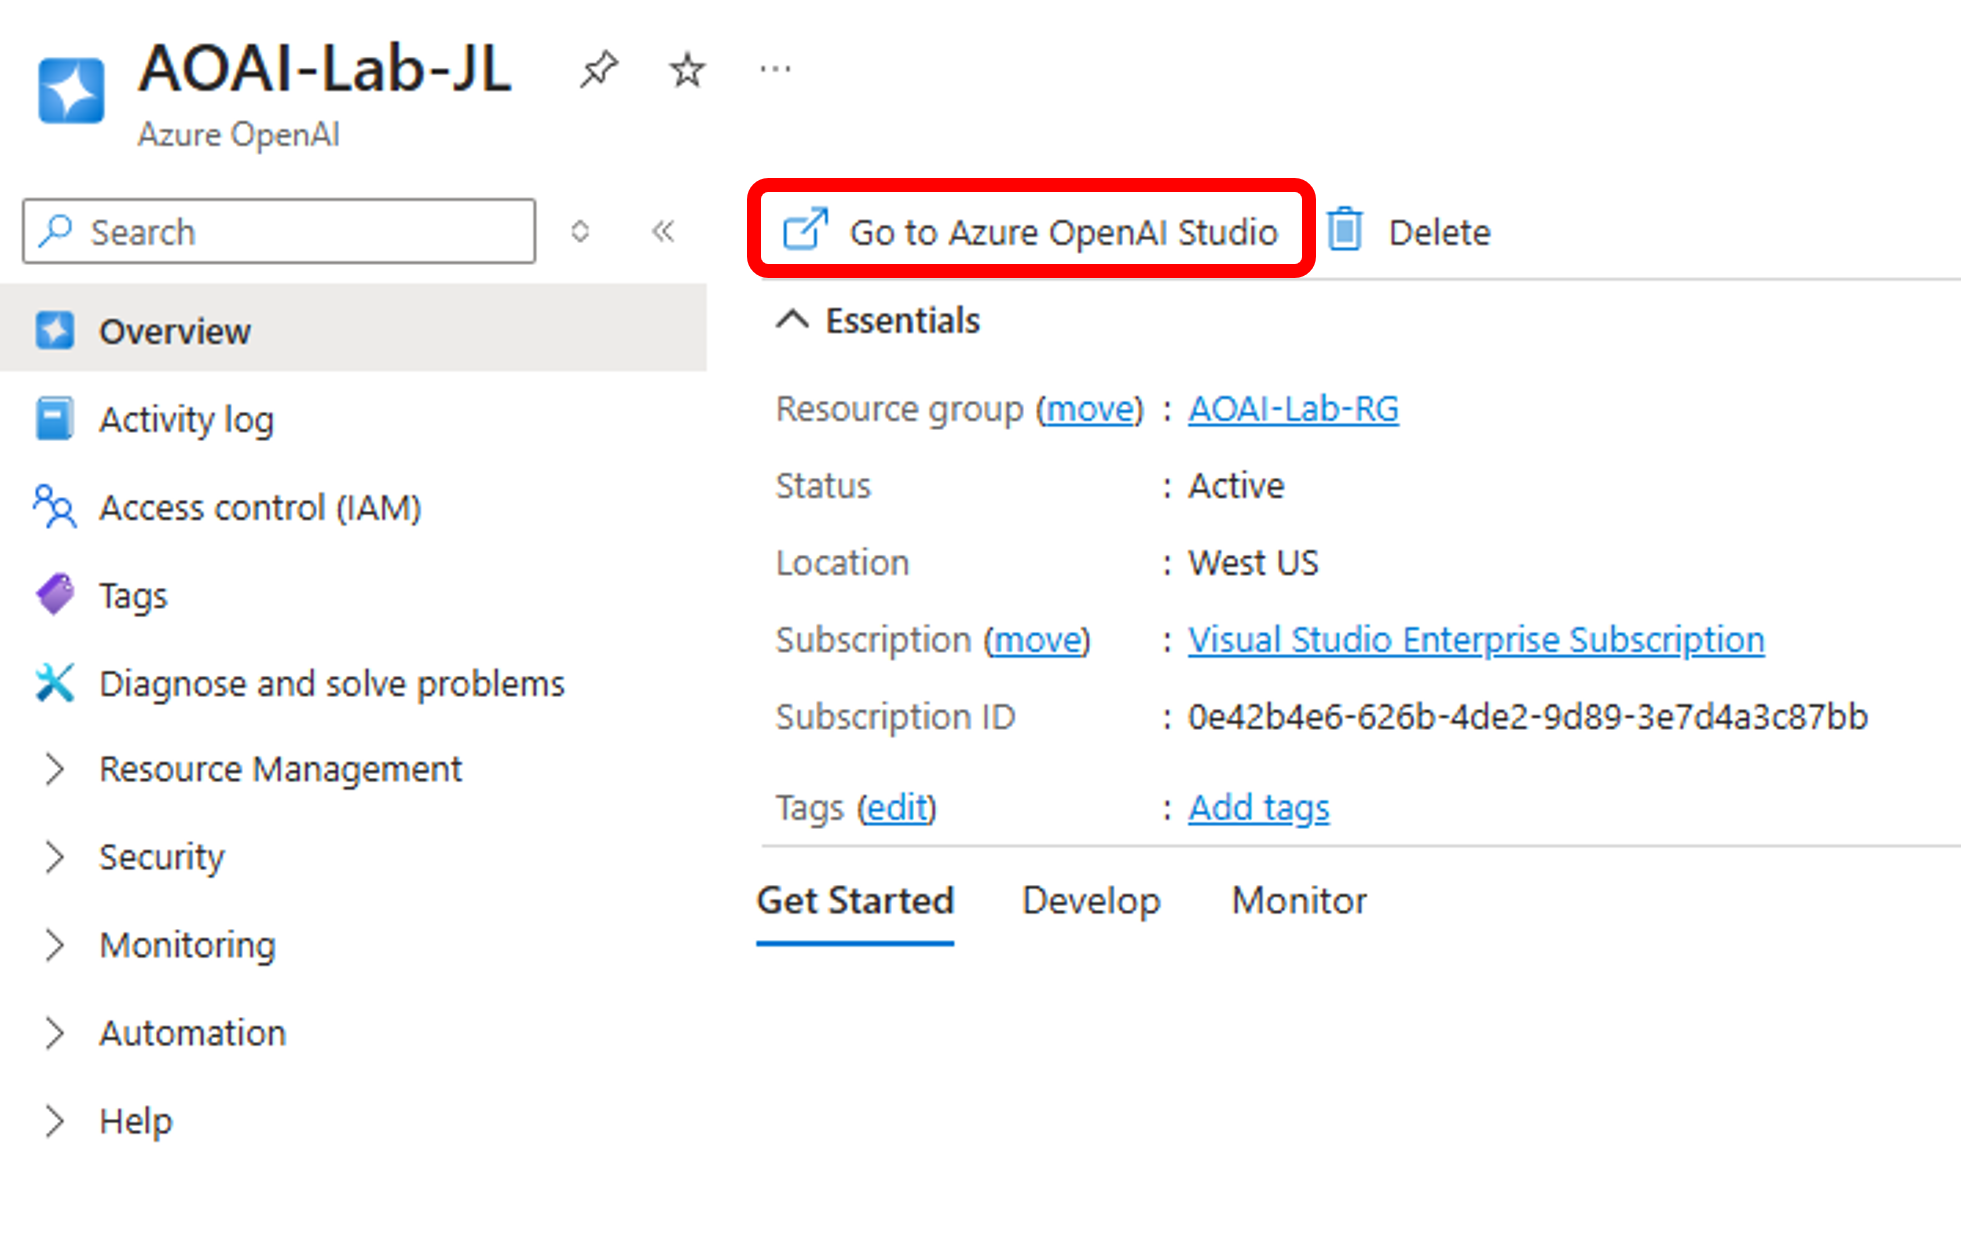 AOAI-Lab-JL
Azure OpenAI
Search
Overview
Activity log
Access control (IAM)
Tags
Diagnose and solve problems
Resource Management
Security
Monitoring
Automation
Help
Go to Azure OpenAI Studio Delete
Essentials
Resource group (move) : AOAI-Lab-RG
Status : Active
Location : West US
Subscription (move) : Visual Studio Enterprise Subscription
Subscription ID : 0e42b4e6-626b-4de2-9d89-3e7d4a3c87bb
Tags (edit) : Add tags
Get Started Develop Monitor